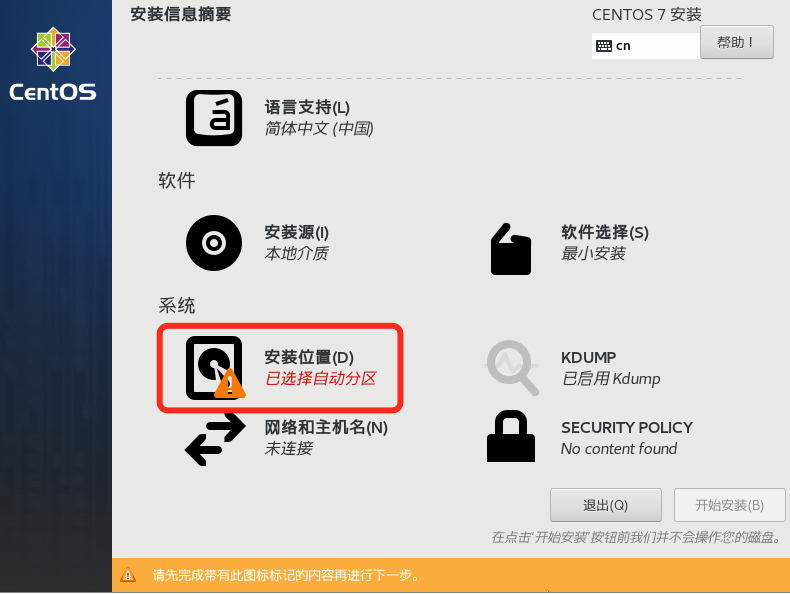 安装信息摘要
CENTOS 7 安装
cn
帮助！
CentOS
语言支持(L)
简体中文 (中国)
软件
安装源(I)
本地介质
软件选择(S)
最小安装
系统
安装位置(D)
已选择自动分区
KDUMP
已启用 Kdump
网络和主机名(N)
未连接
SECURITY POLICY
No content found
退出(Q)
开始安装(B)
在点击'开始安装'按钮前我们并不会操作您的磁盘。
请先完成带有此图标标记的内容再进行下一步。